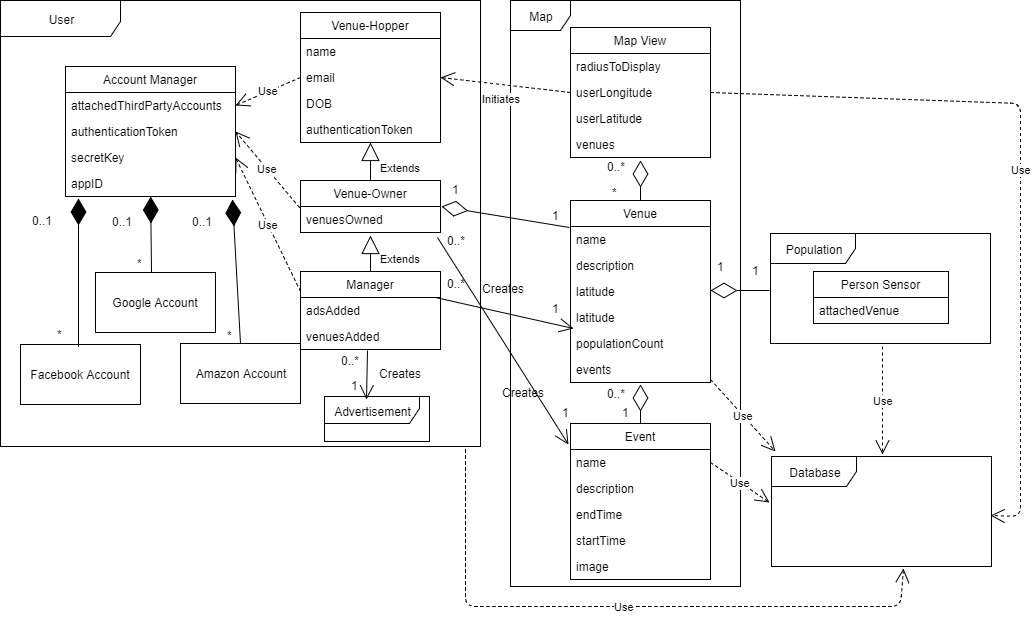 User
Venue-Hopper
name
email
DOB
authenticationToken
Account Manager
attachedThirdPartyAccounts
authenticationToken
secretKey
appID
Use
Use
Use
Extends
Venue-Owner
venuesOwned
Extends
Manager
adsAdded
venuesAdded
0..1
0..1
0..1
*
*
*
Google Account
Facebook Account
Amazon Account
0..*
1
Creates
Advertisement
1
1
0..*
0..*
1
Creates
Creates
1
Initiates
Map
Map View
radiusToDisplay
userLongitude
userLatitude
venues
0..*
*
Venue
name
description
latitude
latitude
populationCount
events
0..*
1
Event
name
description
endTime
startTime
image
1
1
Population
Person Sensor
attachedVenue
Use
Use
Use
Use
Database
Use